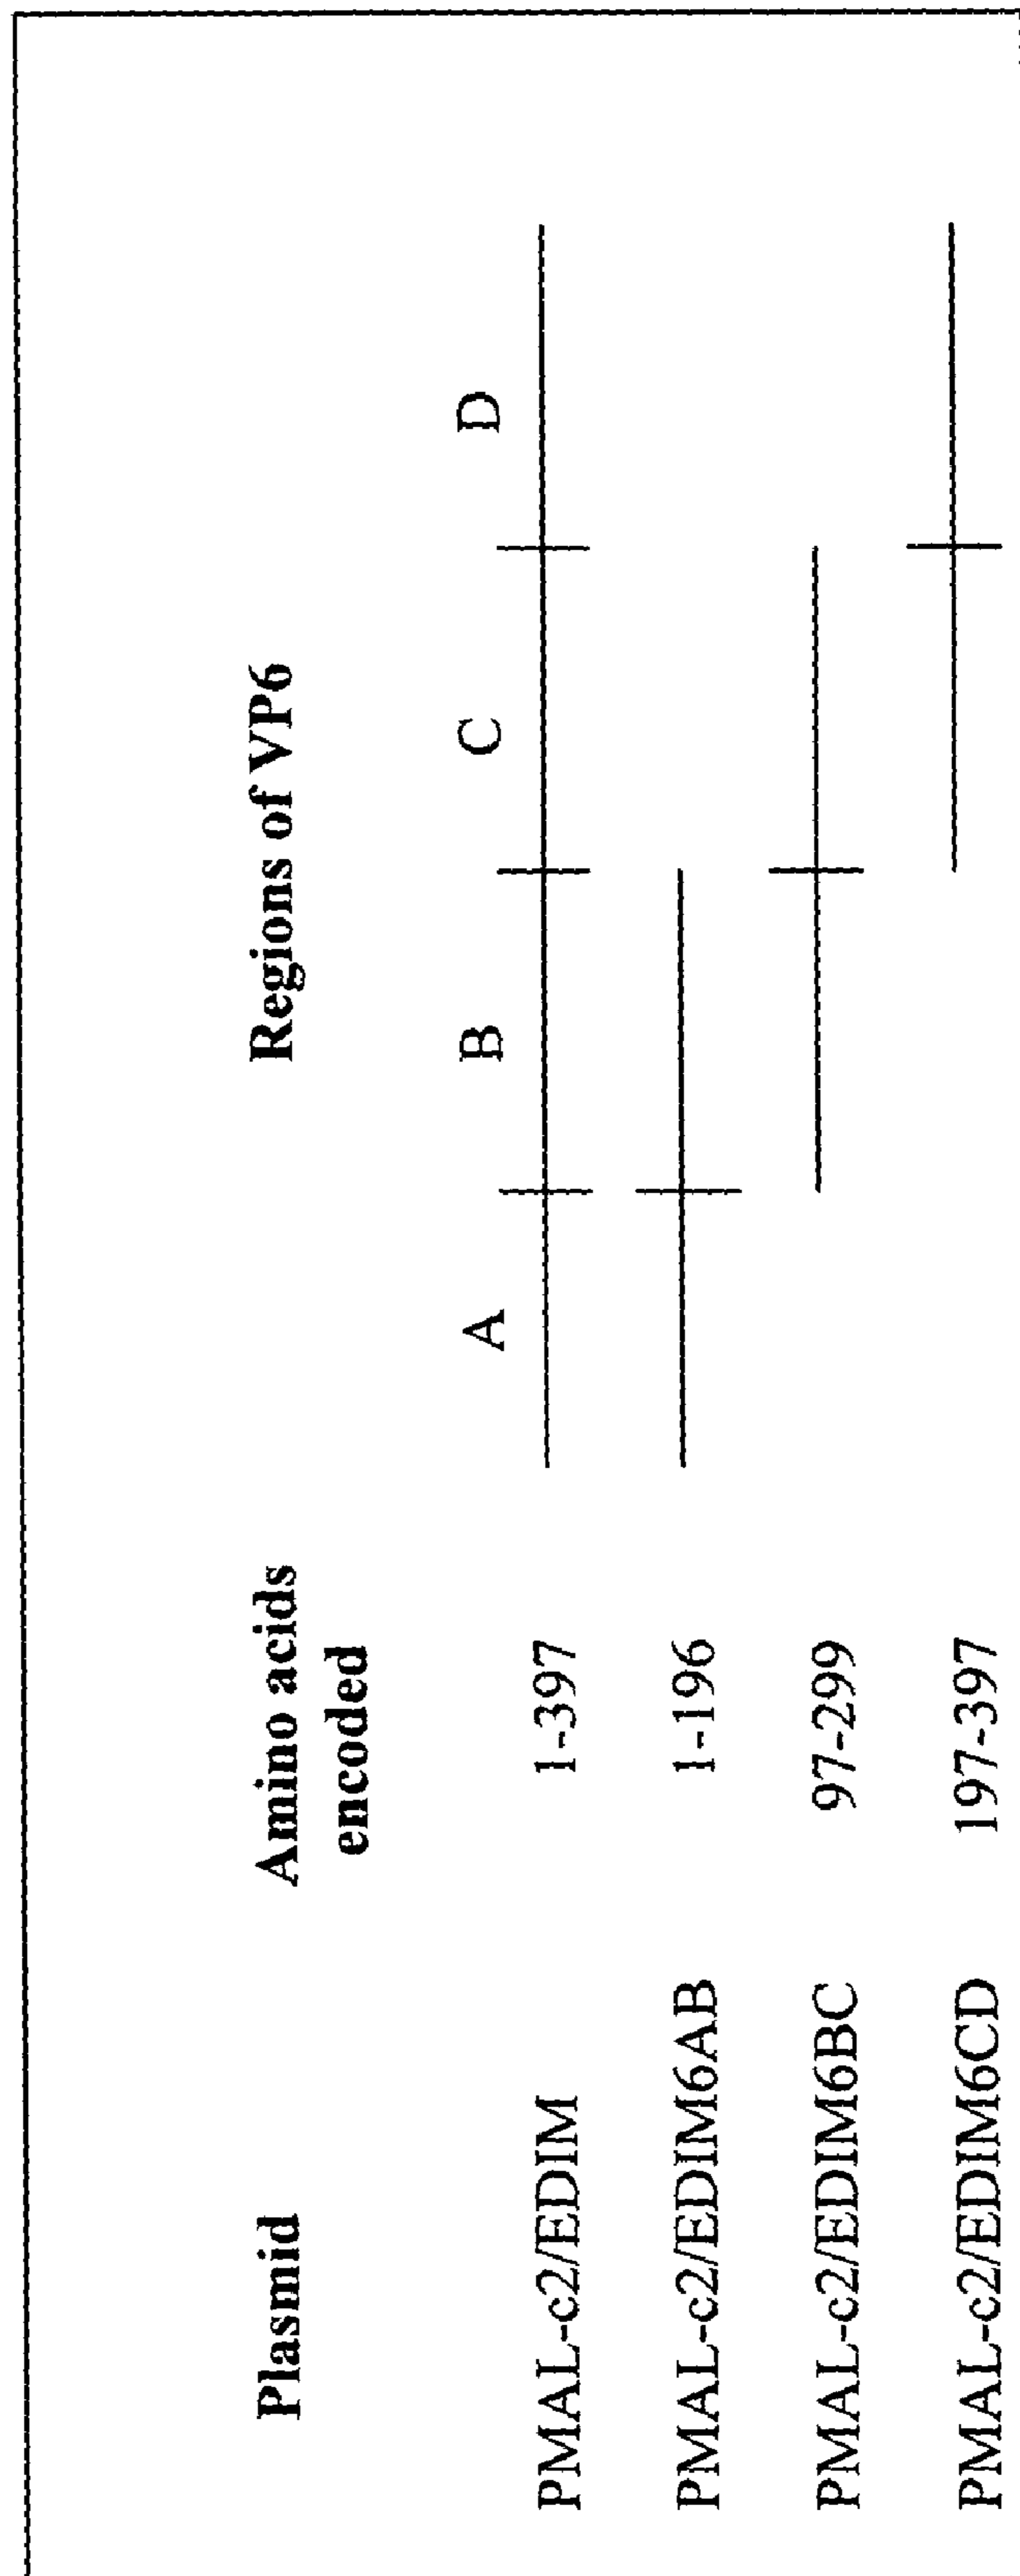 Plasmid Amino acids encoded Regions of VP6
A B C D
PMAL-c2/EDIM 1-397
PMAL-c2/EDIM6AB 1-196
PMAL-c2/EDIM6BC 97-299
PMAL-c2/EDIM6CD 197-397